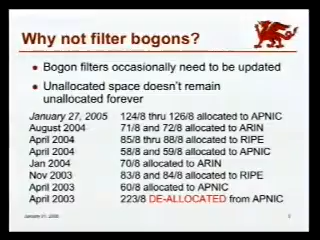 Why not filter bogons?
Bogon filters occasionally need to be updated
Unallocated space doesn't remain
unallocated forever
January 27, 2005 124/8 thru 126/8 allocated to APNIC
August 2004 71/8 and 72/8 allocated to ARIN
April 2004 85/8 thru 88/8 allocated to RIPE
April 2004 58/8 and 59/8 allocated to APNIC
Jan 2004 70/8 allocated to ARIN
Nov 2003 83/8 and 84/8 allocated to RIPE
April 2003 60/8 allocated to APNIC
April 2003 223/8 DE-ALLOCATED from APNIC